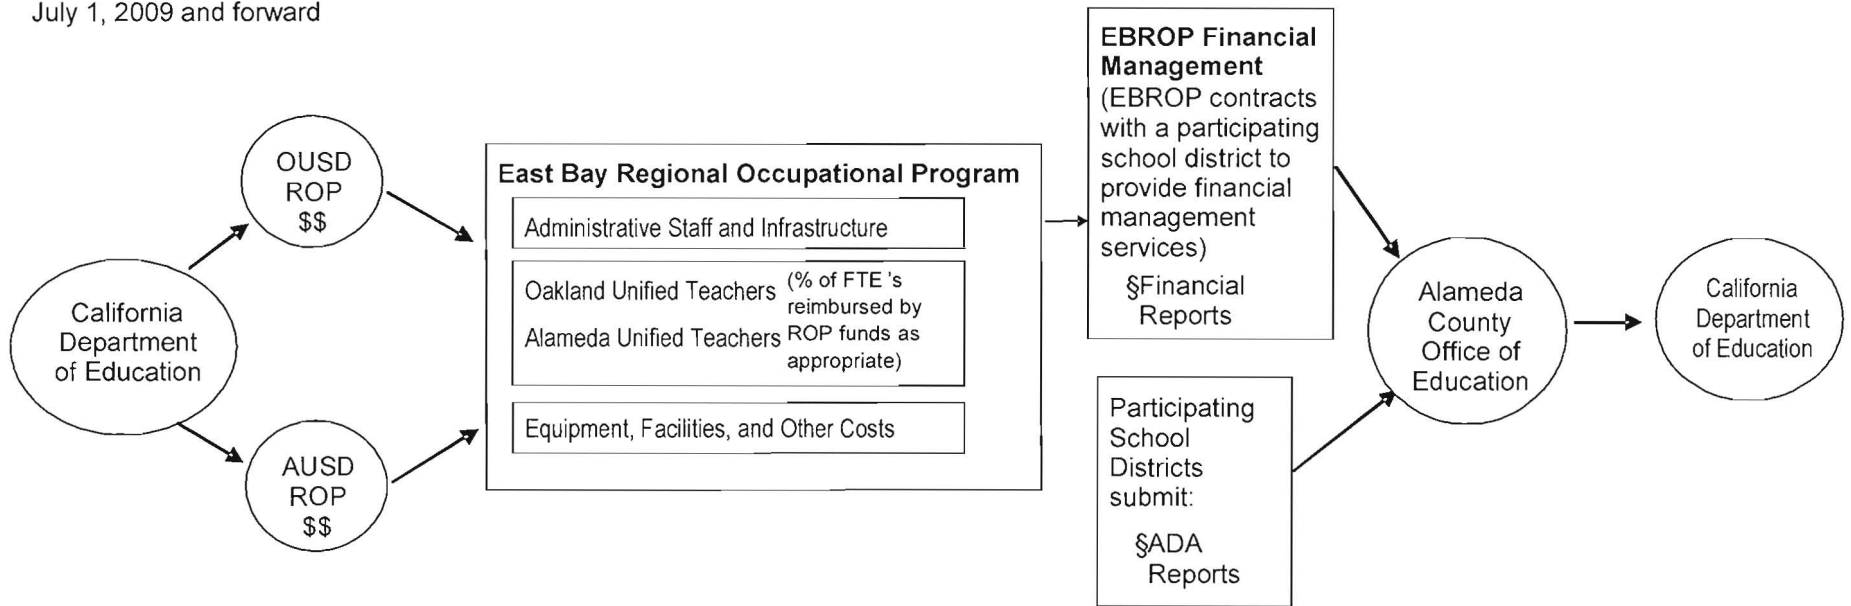 July 1, 2009 and forward
California
Department
of Education
OUSD
ROP
$$
AUSD
ROP
$$
East Bay Regional Occupational Program
Administrative Staff and Infrastructure
Oakland Unified Teachers
Alameda Unified Teachers
(% of FTE 's
reimbursed by
ROP funds as
appropriate)
Equipment, Facilities, and Other Costs
EBROP Financial
Management
(EBROP contracts
with a participating
school district to
provide financial
management
services)
§Financial
Reports
Participating
School
Districts
submit:
§ADA
Reports
Alameda
County
Office of
Education
California
Department
of Education